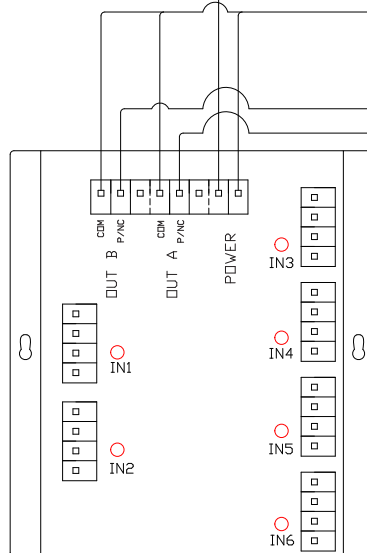 COM
P/NC
COM
P/NC
OUT B
OUT A
POWER
IN3
IN1
IN4
IN2
IN5
IN6